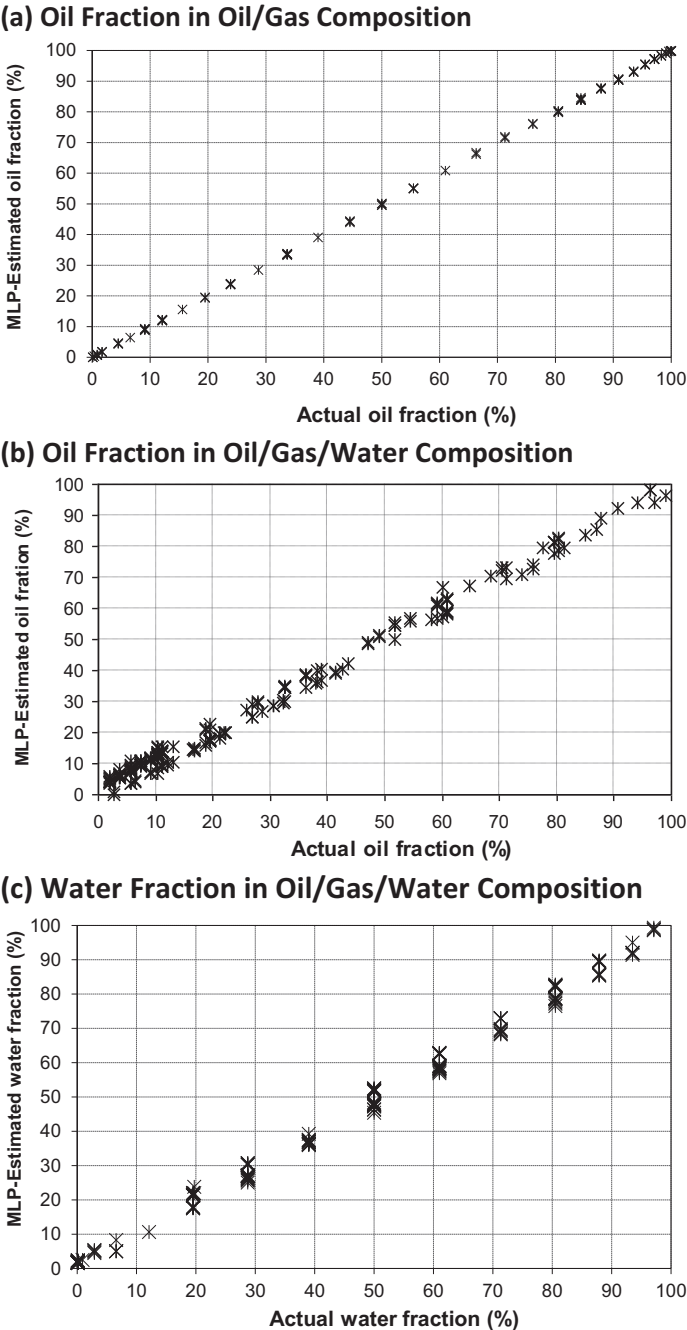 (a) Oil Fraction in Oil/Gas Composition
MLP-Estimated oil fraction (%)
100
90
80
70
60
50
40
30
20
10
0
0 10 20 30 40 50 60 70 80 90 100
Actual oil fraction (%)
(b) Oil Fraction in Oil/Gas/Water Composition
MLP-Estimated oil fration (%)
100
90
80
70
60
50
40
30
20
10
0
0 10 20 30 40 50 60 70 80 90 100
Actual oil fraction (%)
(c) Water Fraction in Oil/Gas/Water Composition
MLP-Estimated water fraction (%)
100
90
80
70
60
50
40
30
20
10
0
0 10 20 30 40 50 60 70 80 90 100
Actual water fraction (%)